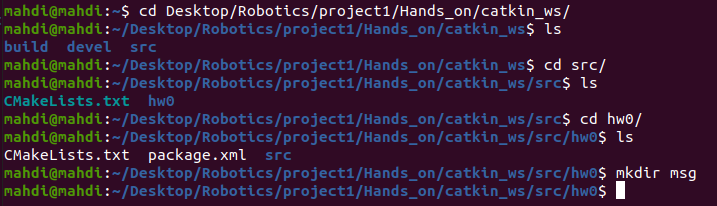 mahdi@mahdi:~$ cd Desktop/Robotics/project1/Hands_on/catkin_ws/
mahdi@mahdi:~/Desktop/Robotics/project1/Hands_on/catkin_ws$ ls
build  devel  src
mahdi@mahdi:~/Desktop/Robotics/project1/Hands_on/catkin_ws$ cd src/
mahdi@mahdi:~/Desktop/Robotics/project1/Hands_on/catkin_ws/src$ ls
CMakeLists.txt  hw0
mahdi@mahdi:~/Desktop/Robotics/project1/Hands_on/catkin_ws/src$ cd hw0/
mahdi@mahdi:~/Desktop/Robotics/project1/Hands_on/catkin_ws/src/hw0$ ls
CMakeLists.txt  package.xml  src
mahdi@mahdi:~/Desktop/Robotics/project1/Hands_on/catkin_ws/src/hw0$ mkdir msg
mahdi@mahdi:~/Desktop/Robotics/project1/Hands_on/catkin_ws/src/hw0$